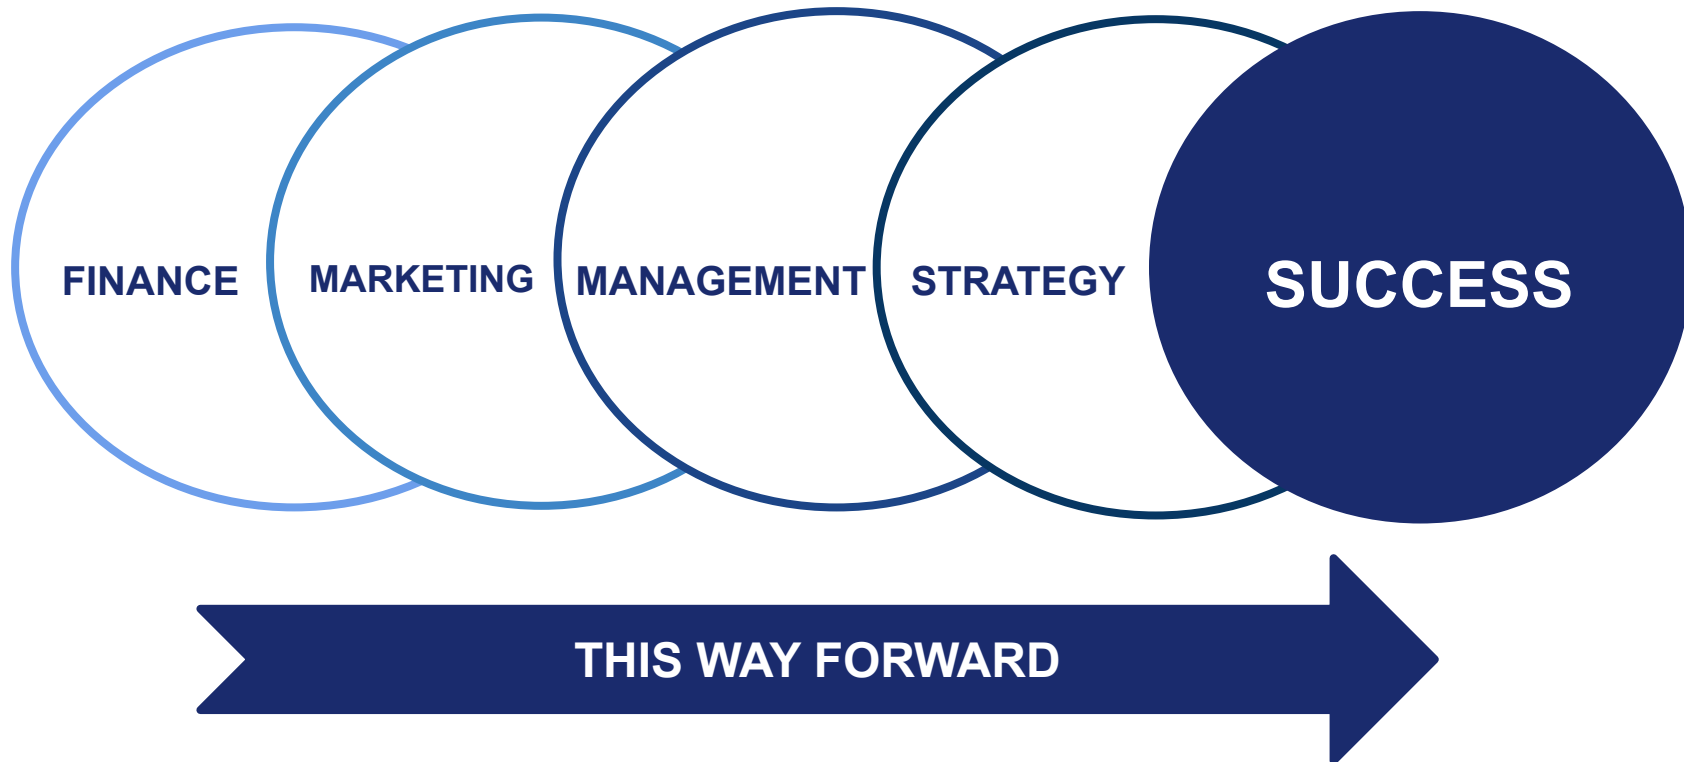 FINANCE
MARKETING
MANAGEMENT
STRATEGY
SUCCESS
THIS WAY FORWARD